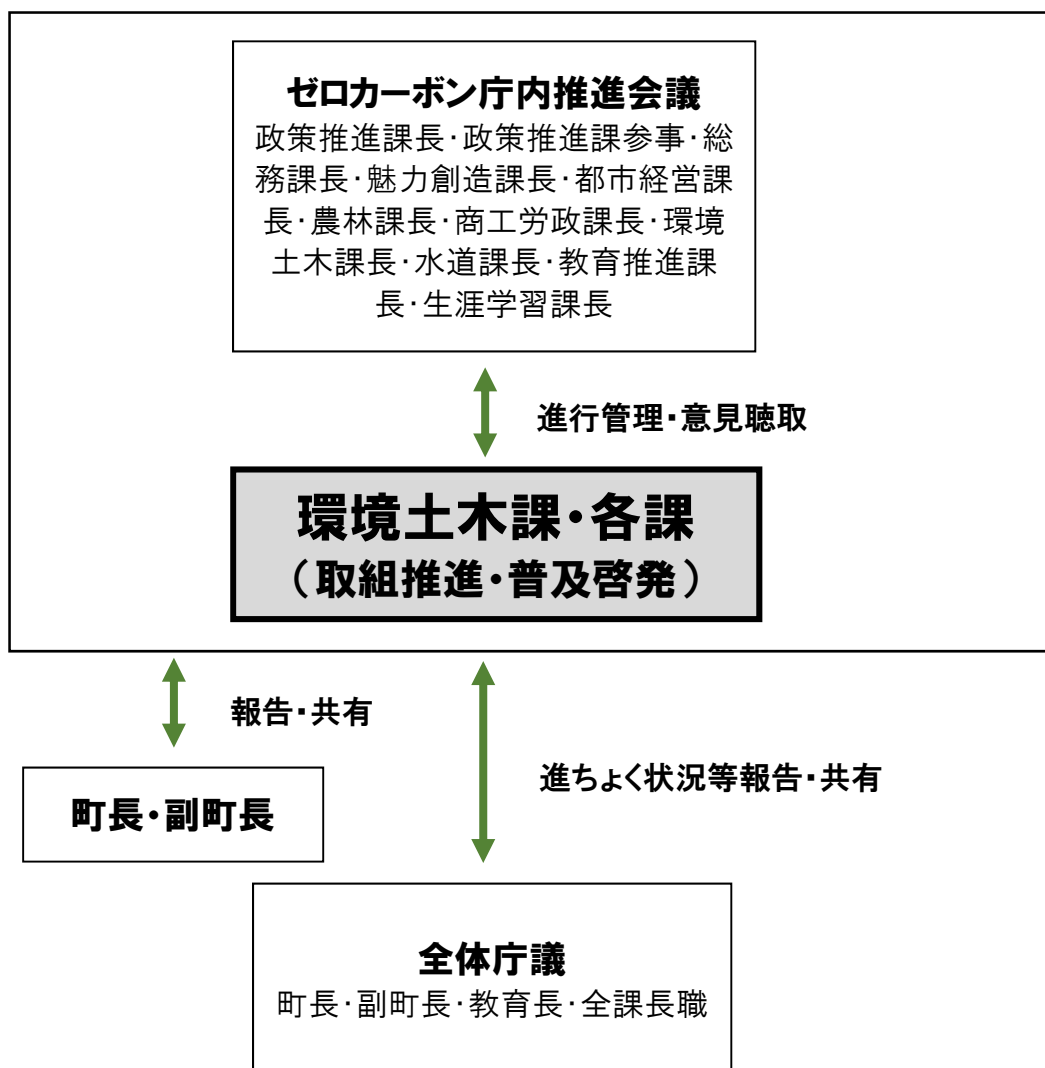 ゼロカーボン庁内推進会議
政策推進課長・政策推進課参事・総
務課長・魅力創造課長・都市経営課
長・農林課長・商工労政課長・環境
土木課長・水道課長・教育推進課
長・生涯学習課長
進行管理・意見聴取
環境土木課・各課
（取組推進・普及啓発）
報告・共有
進ちょく状況等報告・共有
町長・副町長
全体庁議
町長・副町長・教育長・全課長職